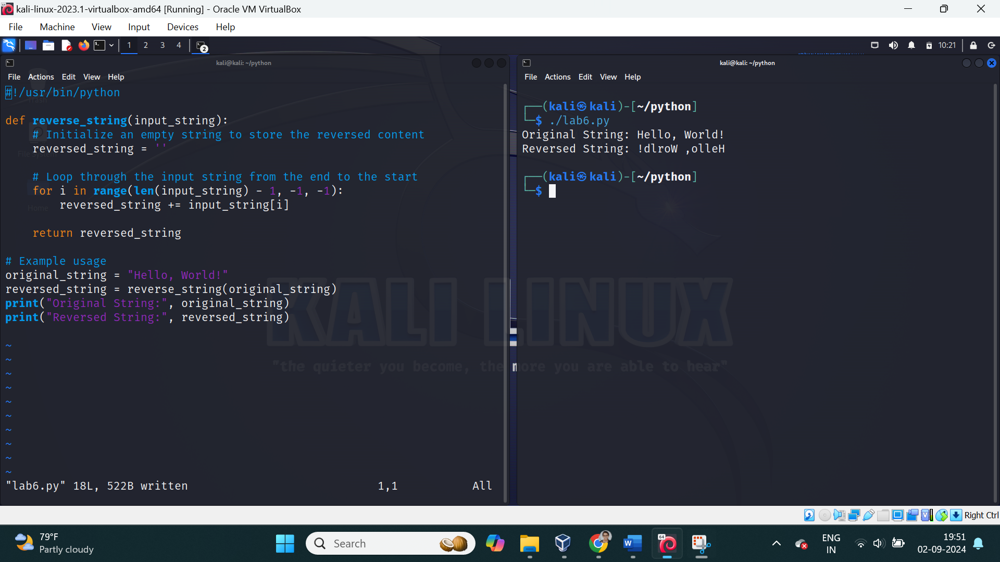 kali-linux-2023.1-virtualbox-amd64 [Running] - Oracle VM VirtualBox
File Machine View Input Devices Help
1 2 3 4 2 10:21
kali@kali: ~/python
File Actions Edit View Help
#!/usr/bin/python
def reverse_string(input_string):
# Initialize an empty string to store the reversed content
reversed_string = ''
# Loop through the input string from the end to the start
for i in range(len(input_string) - 1, -1, -1):
reversed_string += input_string[i]
return reversed_string
# Example usage
original_string = "Hello, World!"
reversed_string = reverse_string(original_string)
print("Original String:", original_string)
print("Reversed String:", reversed_string)
~
~
~
~
~
~
~
~
~
~
"lab6.py" 18L, 522B written 1,1 All
kali@kali: ~/python
File Actions Edit View Help
┌──(kali㉿kali)-[~/python]
└─$ ./lab6.py
Original String: Hello, World!
Reversed String: !dlroW ,olleH
┌──(kali㉿kali)-[~/python]
└─$
Trash
File System
Home
KALI LINUX
"the quieter you become, the more you are able to hear"
Right Ctrl
79°F
Partly cloudy
Search
64
ENG
IN
19:51
02-09-2024